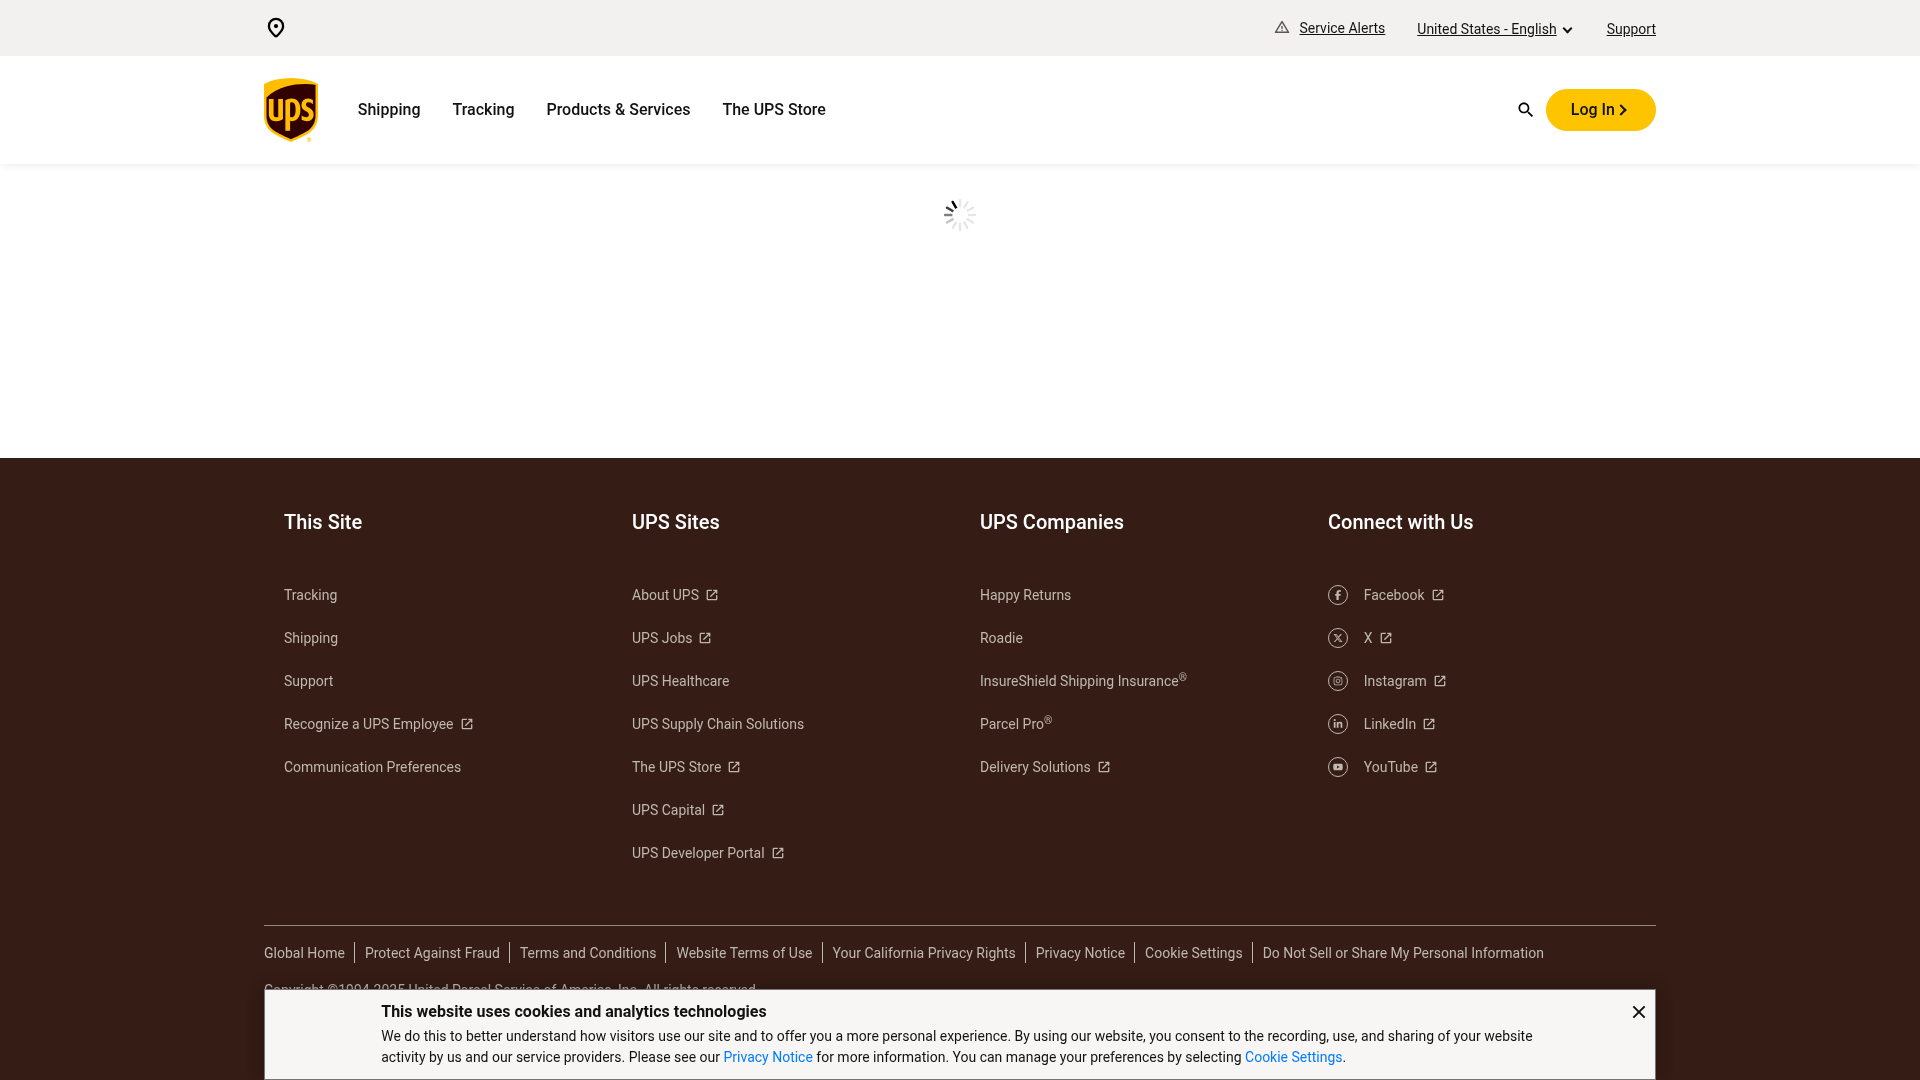 Service Alerts
United States - English
Support
ups
Shipping
Tracking
Products & Services
The UPS Store
Log In
This Site
Tracking
Shipping
Support
Recognize a UPS Employee
Communication Preferences
UPS Sites
About UPS
UPS Jobs
UPS Healthcare
UPS Supply Chain Solutions
The UPS Store
UPS Capital
UPS Developer Portal
UPS Companies
Happy Returns
Roadie
InsureShield Shipping Insurance®
Parcel Pro®
Delivery Solutions
Connect with Us
Facebook
X
Instagram
LinkedIn
YouTube
Global Home
Protect Against Fraud
Terms and Conditions
Website Terms of Use
Your California Privacy Rights
Privacy Notice
Cookie Settings
Do Not Sell or Share My Personal Information
Copyright ©1994-2025 United Parcel Service of America, Inc. All rights reserved.
This website uses cookies and analytics technologies
We do this to better understand how visitors use our site and to offer you a more personal experience. By using our website, you consent to the recording, use, and sharing of your website
activity by us and our service providers. Please see our Privacy Notice for more information. You can manage your preferences by selecting Cookie Settings.